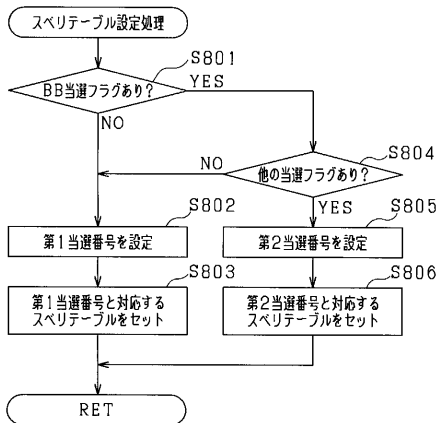 スベリテーブル設定処理
S801
BB当選フラグあり?
YES
NO
S804
他の当選フラグあり?
NO
YES
S802
第1当選番号を設定
S805
第2当選番号を設定
S803
第1当選番号と対応する
スベリテーブルをセット
S806
第2当選番号と対応する
スベリテーブルをセット
RET